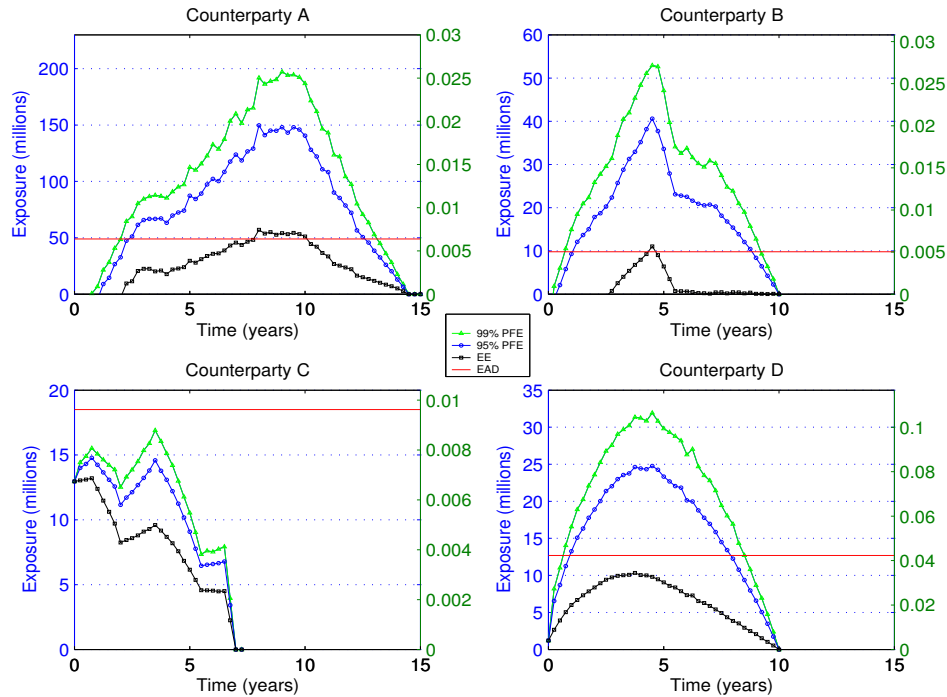 Counterparty A
Exposure (millions)
200
150
100
50
0
0.03
0.025
0.02
0.015
0.01
0.005
0
0 5 10 15
Time (years)
Counterparty B
Exposure (millions)
60
50
40
30
20
10
0
0.03
0.025
0.02
0.015
0.01
0.005
0
0 5 10 15
Time (years)
99% PFE
95% PFE
EE
EAD
Counterparty C
Exposure (millions)
20
15
10
5
0
0.01
0.008
0.006
0.004
0.002
0
0 5 10 15
Time (years)
Counterparty D
Exposure (millions)
35
30
25
20
15
10
5
0
0.1
0.08
0.06
0.04
0.02
0
0 5 10 15
Time (years)